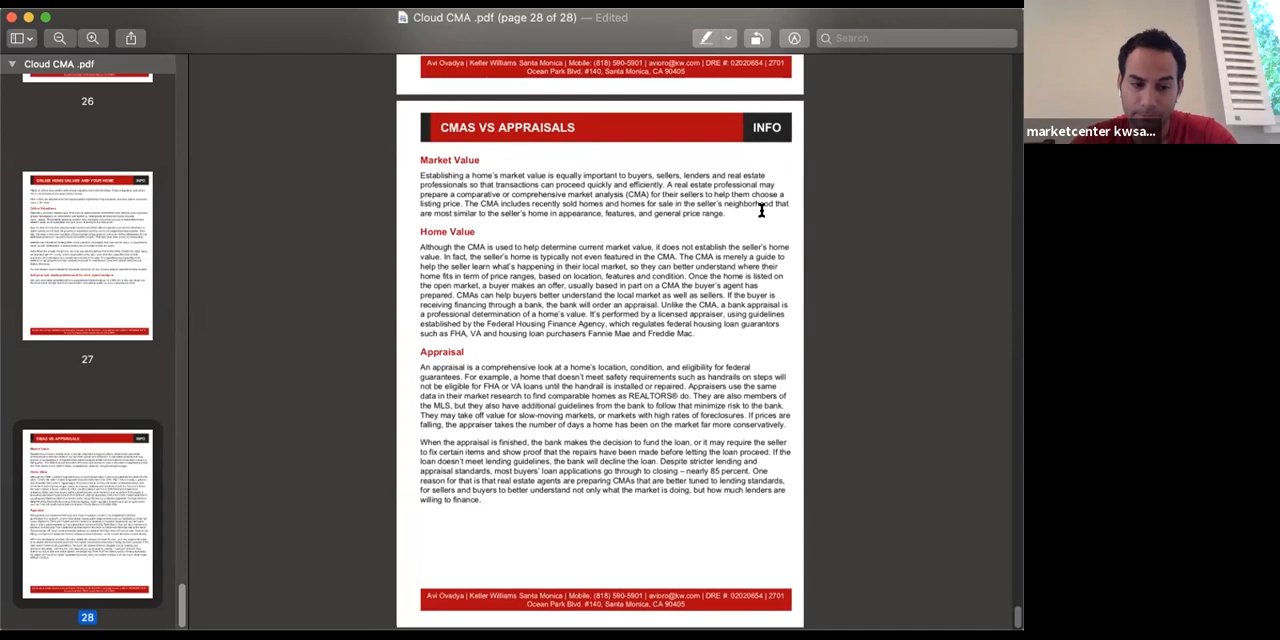 Cloud CMA .pdf (page 28 of 28) — Edited
Search
Cloud CMA .pdf
26
27
28
Avi Ovadya | Keller Williams Santa Monica | Mobile: (818) 590-5901 | avioro@kw.com | DRE #: 02020654 | 2701
Ocean Park Blvd. #140, Santa Monica, CA 90405
CMAS VS APPRAISALS
INFO
Market Value
Establishing a home's market value is equally important to buyers, sellers, lenders and real estate
professionals so that transactions can proceed quickly and efficiently. A real estate professional may
prepare a comparative or comprehensive market analysis (CMA) for their sellers to help them choose a
listing price. The CMA includes recently sold homes and homes for sale in the seller's neighborhood that
are most similar to the seller's home in appearance, features, and general price range.
Home Value
Although the CMA is used to help determine current market value, it does not establish the seller's home
value. In fact, the seller's home is typically not even featured in the CMA. The CMA is merely a guide to
help the seller learn what's happening in their local market, so they can better understand where their
home fits in term of price ranges, based on location, features and condition. Once the home is listed on
the open market, a buyer makes an offer, usually based in part on a CMA the buyer's agent has
prepared. CMAs can help buyers better understand the local market as well as sellers. If the buyer is
receiving financing through a bank, the bank will order an appraisal. Unlike the CMA, a bank appraisal is
a professional determination of a home's value. It's performed by a licensed appraiser, using guidelines
established by the Federal Housing Finance Agency, which regulates federal housing loan guarantors
such as FHA, VA and housing loan purchasers Fannie Mae and Freddie Mac.
Appraisal
An appraisal is a comprehensive look at a home's location, condition, and eligibility for federal
guarantees. For example, a home that doesn't meet safety requirements such as handrails on steps will
not be eligible for FHA or VA loans until the handrail is installed or repaired. Appraisers use the same
data in their market research to find comparable homes as REALTORS® do. They are also members of
the MLS, but they also have additional guidelines from the bank to follow that minimize risk to the bank.
They may take off value for slow-moving markets, or markets with high rates of foreclosures. If prices are
falling, the appraiser takes the number of days a home has been on the market far more conservatively.
When the appraisal is finished, the bank makes the decision to fund the loan, or it may require the seller
to fix certain items and show proof that the repairs have been made before letting the loan proceed. If the
loan doesn't meet lending guidelines, the bank will decline the loan. Despite stricter lending and
appraisal standards, most buyers' loan applications go through to closing – nearly 85 percent. One
reason for that is that real estate agents are preparing CMAs that are better tuned to lending standards,
for sellers and buyers to better understand not only what the market is doing, but how much lenders are
willing to finance.
Avi Ovadya | Keller Williams Santa Monica | Mobile: (818) 590-5901 | avioro@kw.com | DRE #: 02020654 | 2701
Ocean Park Blvd. #140, Santa Monica, CA 90405
marketcenter kwsa...